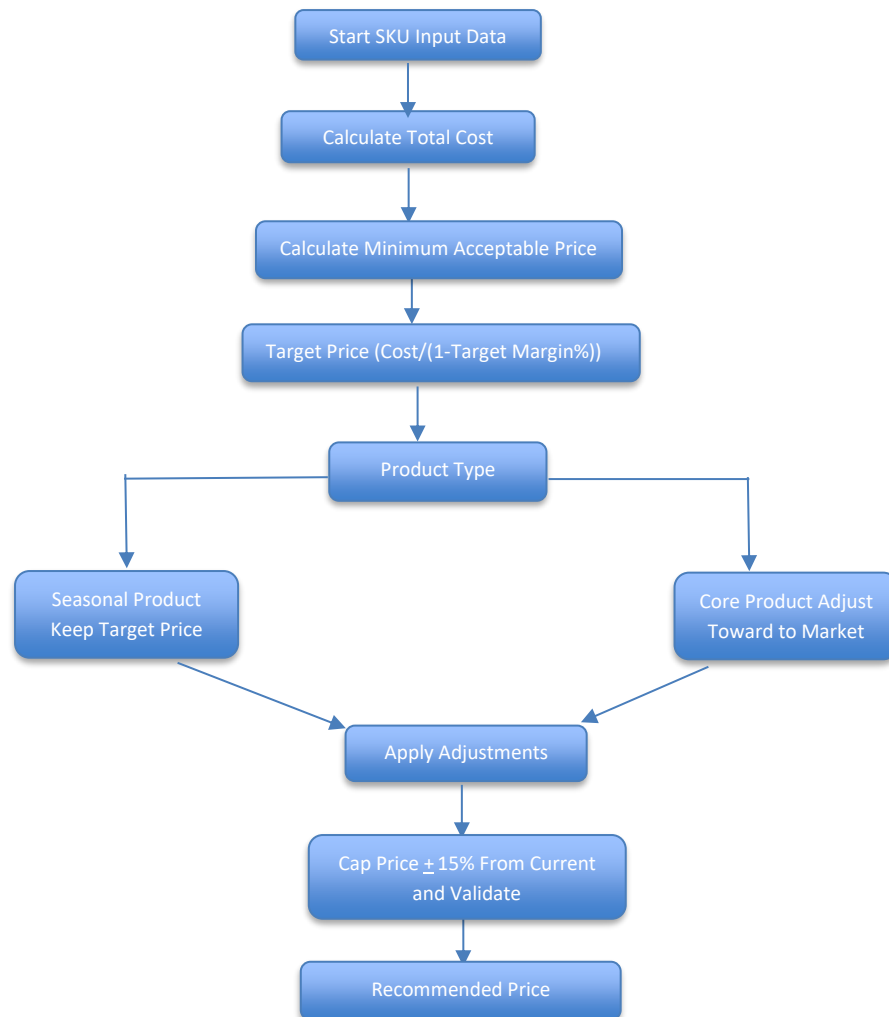 Start SKU Input Data
Calculate Total Cost
Calculate Minimum Acceptable Price
Target Price (Cost/(1-Target Margin%))
Product Type
Seasonal Product
Keep Target Price
Core Product Adjust
Toward to Market
Apply Adjustments
Cap Price ± 15% From Current
and Validate
Recommended Price